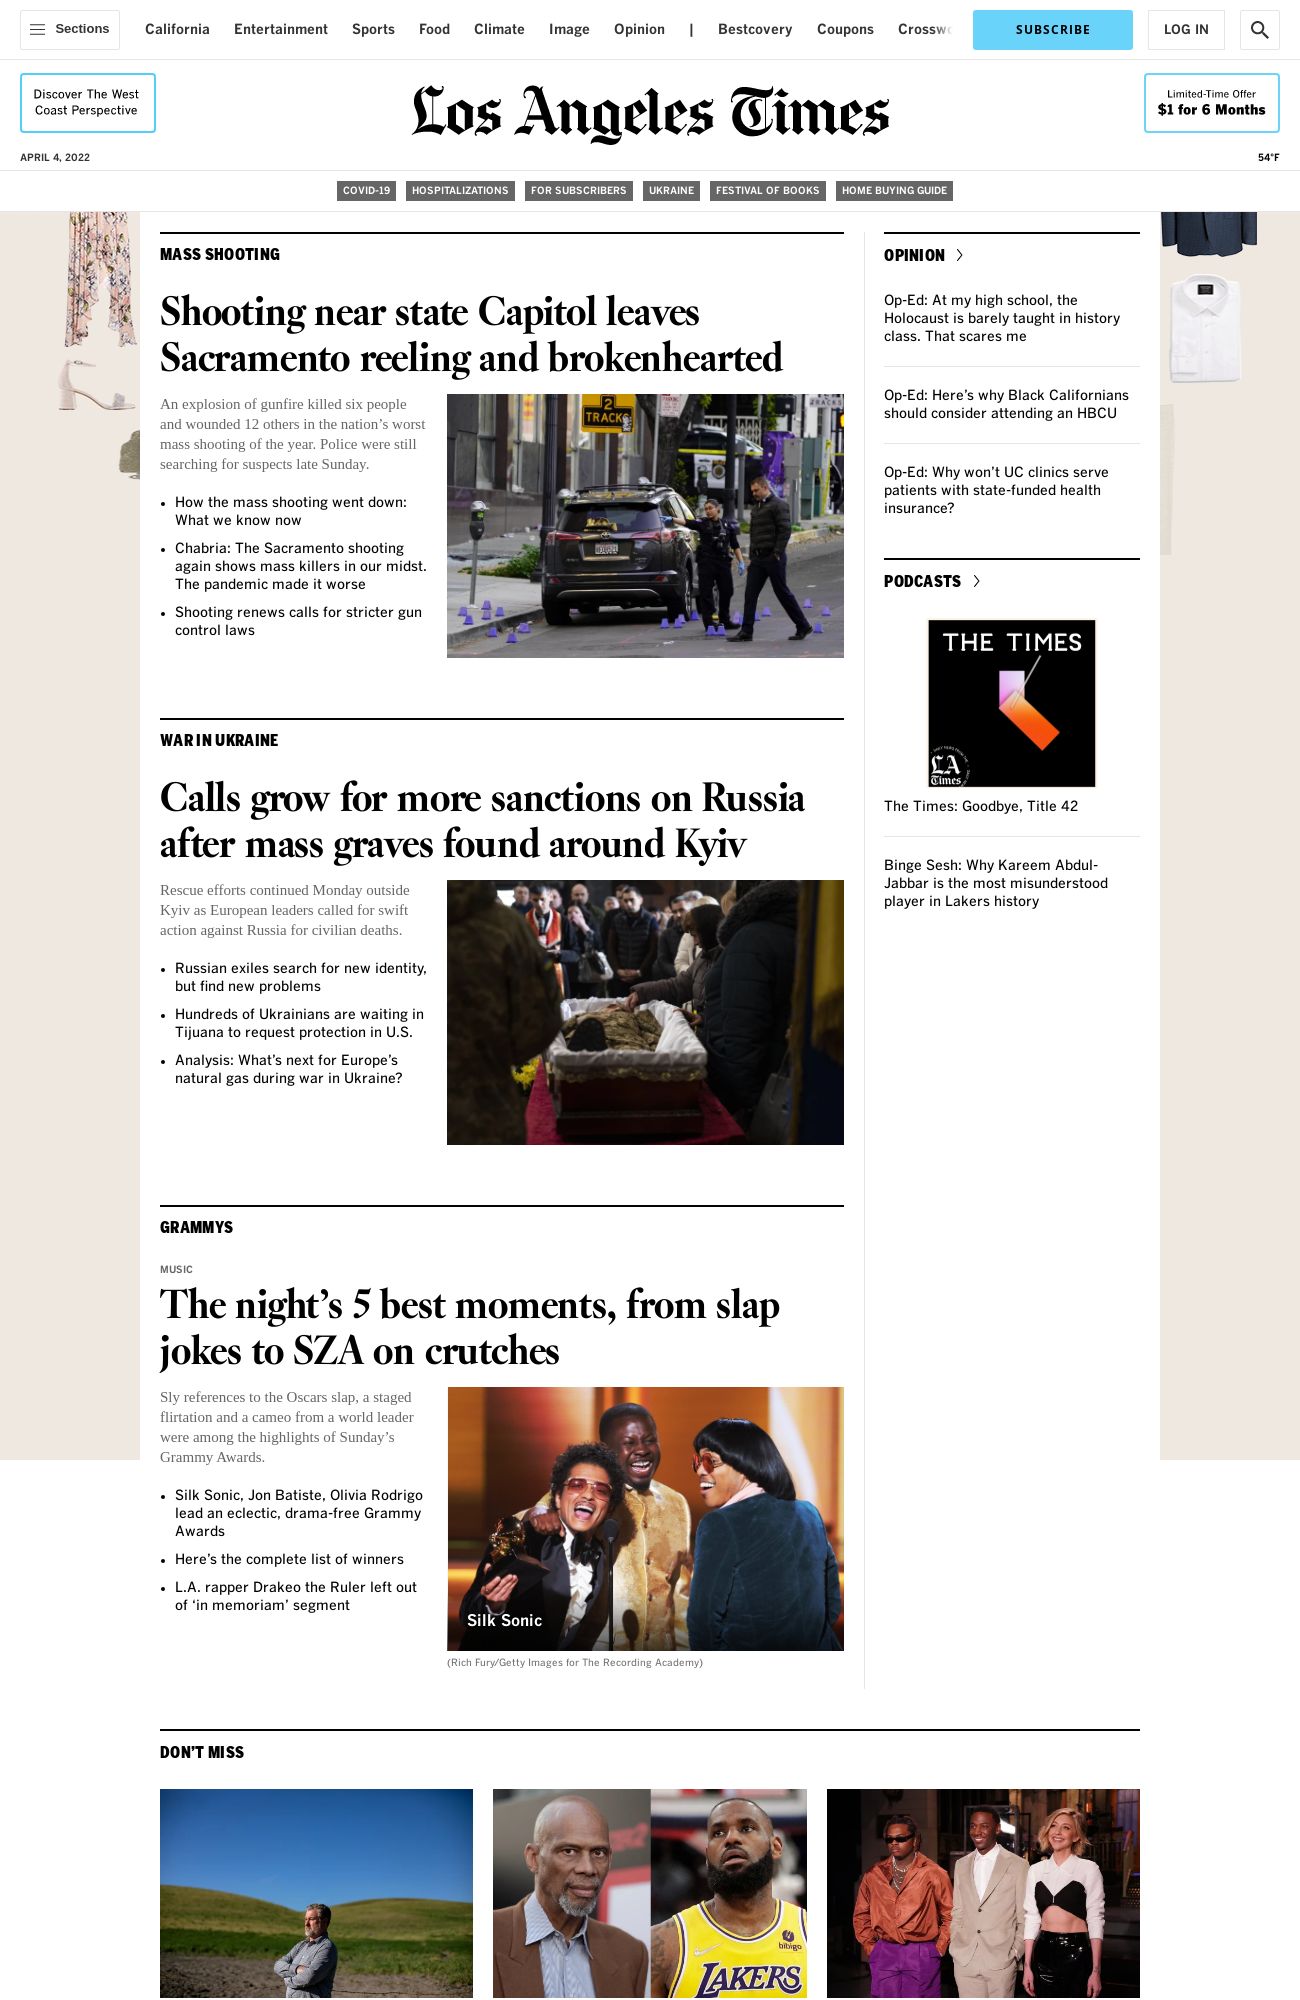 Sections
California
Entertainment
Sports
Food
Climate
Image
Opinion
|
Bestcovery
Coupons
Crossw
SUBSCRIBE
LOG IN
Discover The West
Coast Perspective
Los Angeles Times
Limited-Time Offer
$1 for 6 Months
APRIL 4, 2022
54°F
COVID-19
HOSPITALIZATIONS
FOR SUBSCRIBERS
UKRAINE
FESTIVAL OF BOOKS
HOME BUYING GUIDE
MASS SHOOTING
Shooting near state Capitol leaves
Sacramento reeling and brokenhearted
An explosion of gunfire killed six people
and wounded 12 others in the nation’s worst
mass shooting of the year. Police were still
searching for suspects late Sunday.
• How the mass shooting went down:
What we know now
• Chabria: The Sacramento shooting
again shows mass killers in our midst.
The pandemic made it worse
• Shooting renews calls for stricter gun
control laws
2
TRACKS
WAR IN UKRAINE
Calls grow for more sanctions on Russia
after mass graves found around Kyiv
Rescue efforts continued Monday outside
Kyiv as European leaders called for swift
action against Russia for civilian deaths.
• Russian exiles search for new identity,
but find new problems
• Hundreds of Ukrainians are waiting in
Tijuana to request protection in U.S.
• Analysis: What’s next for Europe’s
natural gas during war in Ukraine?
GRAMMYS
MUSIC
The night’s 5 best moments, from slap
jokes to SZA on crutches
Sly references to the Oscars slap, a staged
flirtation and a cameo from a world leader
were among the highlights of Sunday’s
Grammy Awards.
• Silk Sonic, Jon Batiste, Olivia Rodrigo
lead an eclectic, drama-free Grammy
Awards
• Here’s the complete list of winners
• L.A. rapper Drakeo the Ruler left out
of ‘in memoriam’ segment
Silk Sonic
(Rich Fury/Getty Images for The Recording Academy)
OPINION
Op-Ed: At my high school, the
Holocaust is barely taught in history
class. That scares me
Op-Ed: Here’s why Black Californians
should consider attending an HBCU
Op-Ed: Why won’t UC clinics serve
patients with state-funded health
insurance?
PODCASTS
THE TIMES
LA
Times
The Times: Goodbye, Title 42
Binge Sesh: Why Kareem Abdul-
Jabbar is the most misunderstood
player in Lakers history
DON’T MISS
bibigo
LAKERS